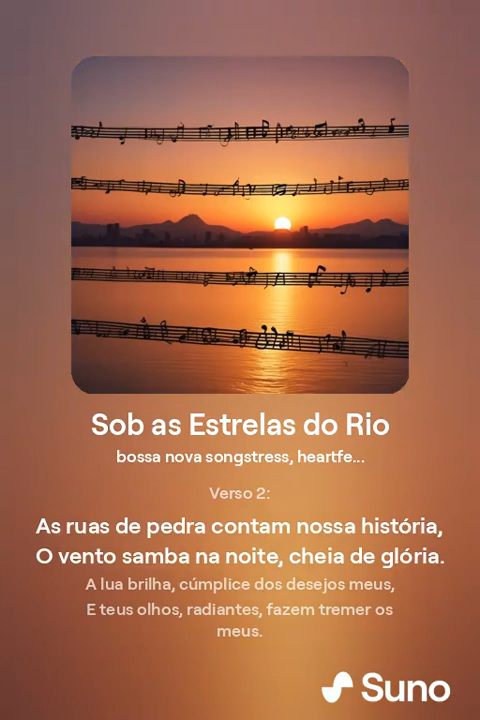 Sob as Estrelas do Rio
bossa nova songstress, heartfe...
Verso 2:
As ruas de pedra contam nossa história,
O vento samba na noite, cheia de glória.
A lua brilha, cúmplice dos desejos meus,
E teus olhos, radiantes, fazem tremer os
meus.
Suno